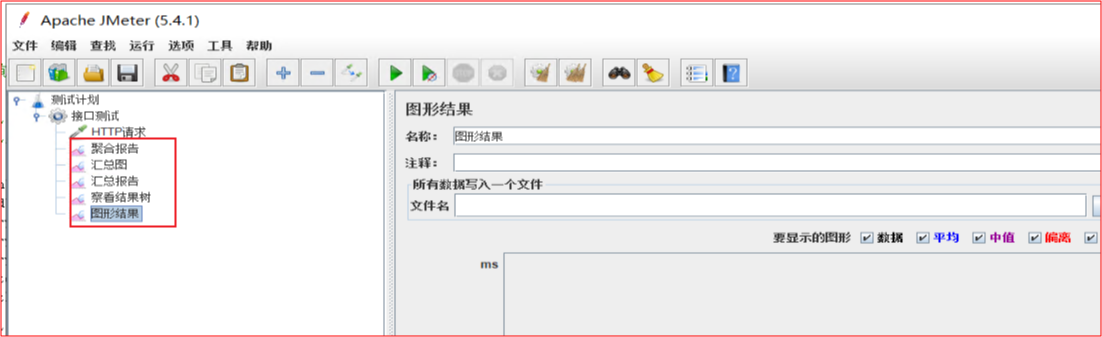 Apache JMeter (5.4.1)
文件 编辑 查找 运行 选项 工具 帮助
测试计划
接口测试
HTTP请求
聚合报告
汇总图
汇总报告
察看结果树
图形结果
图形结果
名称: 图形结果
注释:
所有数据写入一个文件
文件名
要显示的图形 数据 平均 中值 偏离
ms